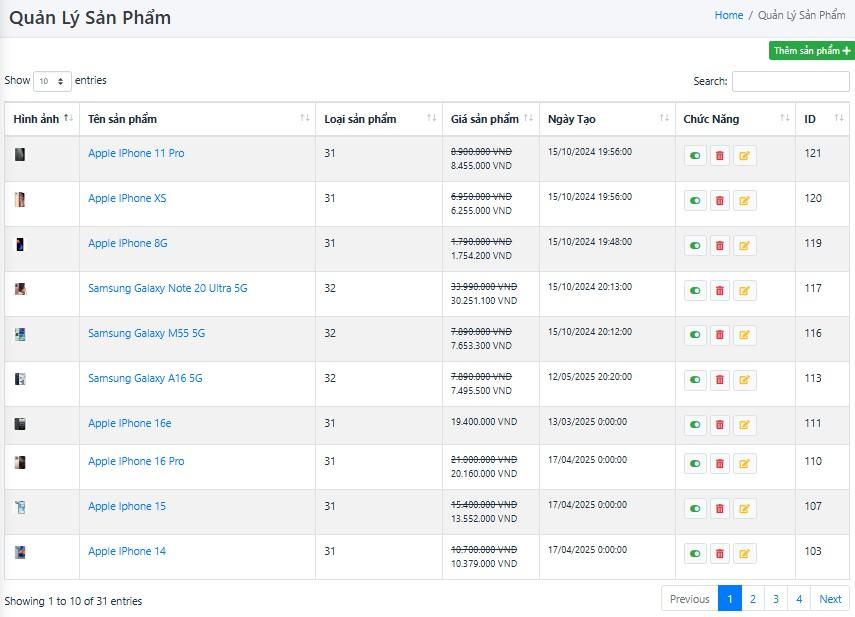 Quản Lý Sản Phẩm
Home / Quản Lý Sản Phẩm
Thêm sản phẩm
Show 10 entries
Search:
Hình ảnh Tên sản phẩm Loại sản phẩm Giá sản phẩm Ngày Tạo Chức Năng ID
Apple IPhone 11 Pro 31 8.900.000 VND 15/10/2024 19:56:00 121
8.455.000 VND
Apple IPhone XS 31 6.950.000 VND 15/10/2024 19:56:00 120
6.255.000 VND
Apple IPhone 8G 31 1.790.000 VND 15/10/2024 19:48:00 119
1.754.200 VND
Samsung Galaxy Note 20 Ultra 5G 32 33.990.000 VND 15/10/2024 20:13:00 117
30.251.100 VND
Samsung Galaxy M55 5G 32 7.890.000 VND 15/10/2024 20:12:00 116
7.653.300 VND
Samsung Galaxy A16 5G 32 7.890.000 VND 12/05/2025 20:20:00 113
7.495.500 VND
Apple IPhone 16e 31 19.400.000 VND 13/03/2025 0:00:00 111
Apple IPhone 16 Pro 31 21.000.000 VND 17/04/2025 0:00:00 110
20.160.000 VND
Apple Iphone 15 31 15.400.000 VND 17/04/2025 0:00:00 107
13.552.000 VND
Apple IPhone 14 31 10.700.000 VND 17/04/2025 0:00:00 103
10.379.000 VND
Showing 1 to 10 of 31 entries
Previous 1 2 3 4 Next